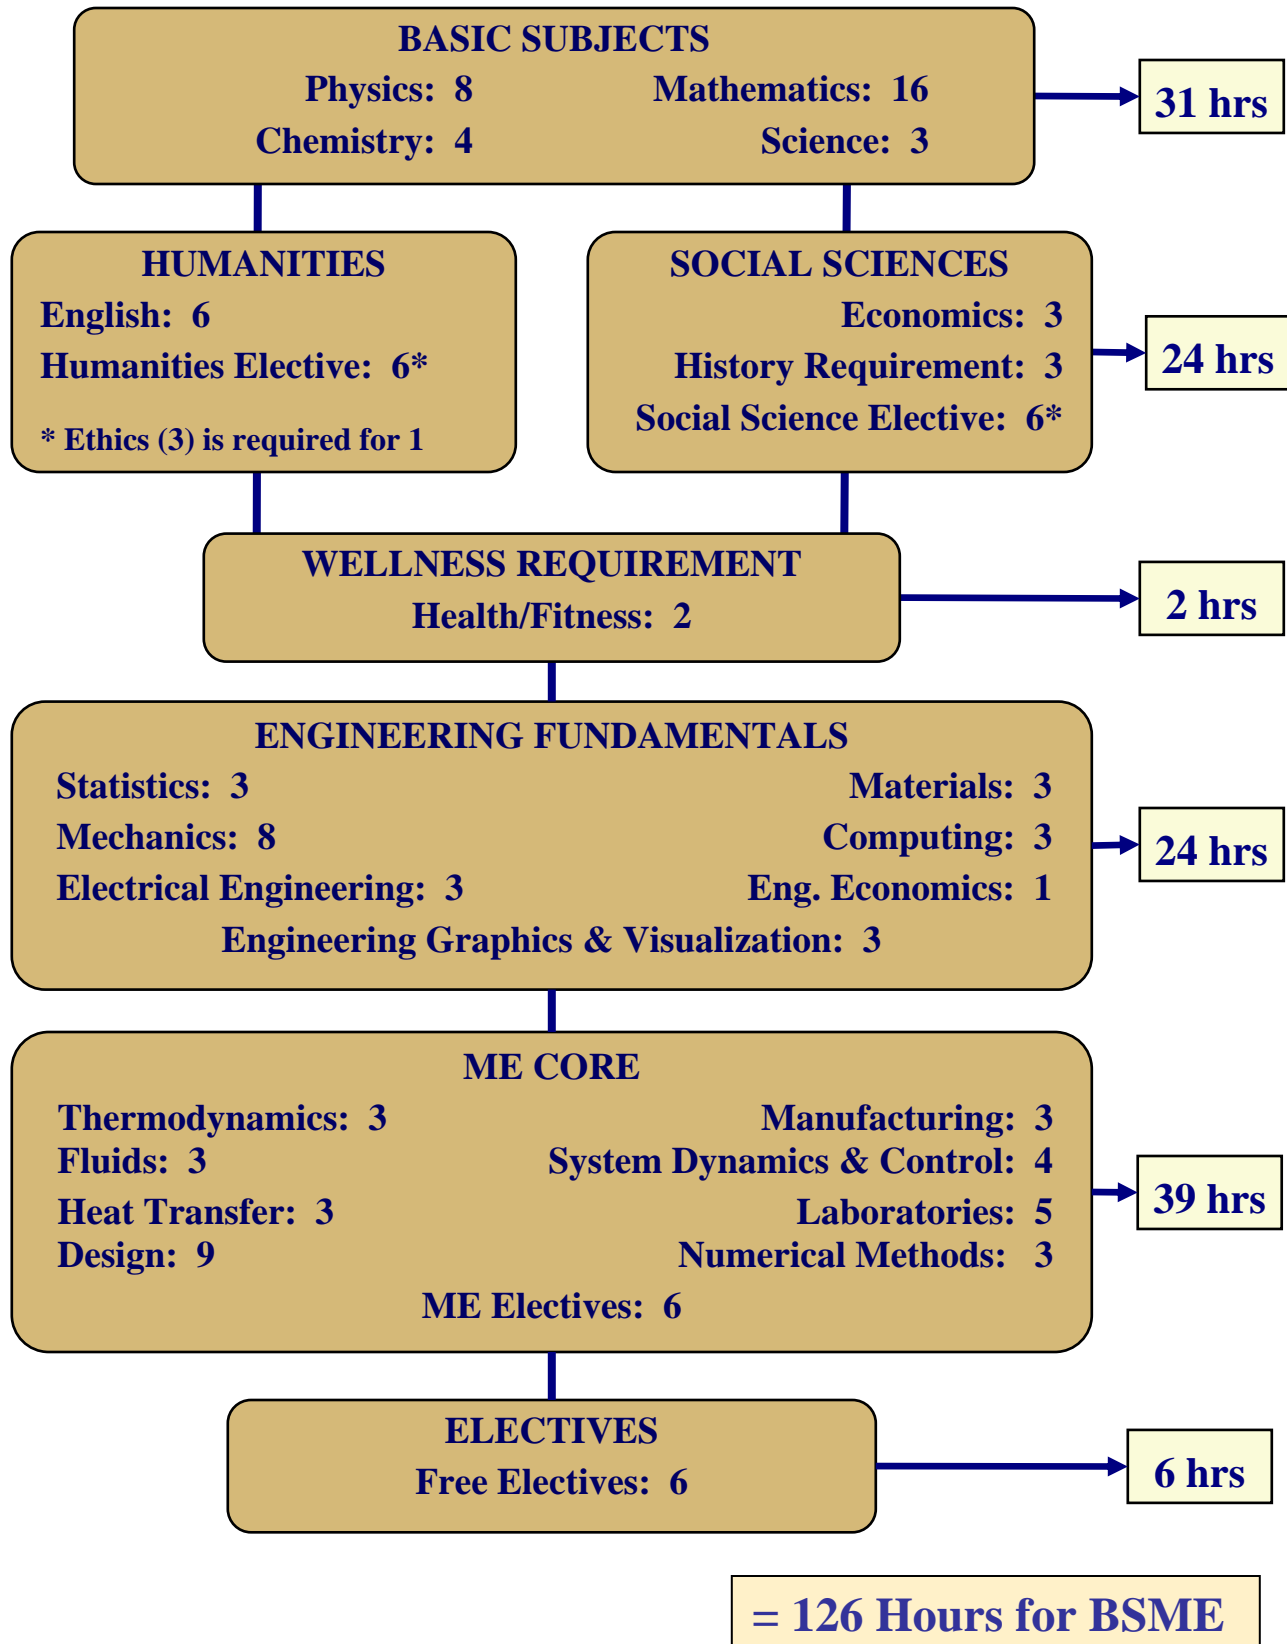 BASIC SUBJECTS
Physics: 8 Mathematics: 16
Chemistry: 4 Science: 3
31 hrs
HUMANITIES
English: 6
Humanities Elective: 6*
* Ethics (3) is required for 1
SOCIAL SCIENCES
Economics: 3
History Requirement: 3
Social Science Elective: 6*
24 hrs
WELLNESS REQUIREMENT
Health/Fitness: 2
2 hrs
ENGINEERING FUNDAMENTALS
Statistics: 3 Materials: 3
Mechanics: 8 Computing: 3
Electrical Engineering: 3 Eng. Economics: 1
Engineering Graphics & Visualization: 3
24 hrs
ME CORE
Thermodynamics: 3 Manufacturing: 3
Fluids: 3 System Dynamics & Control: 4
Heat Transfer: 3 Laboratories: 5
Design: 9 Numerical Methods: 3
ME Electives: 6
39 hrs
ELECTIVES
Free Electives: 6
6 hrs
= 126 Hours for BSME